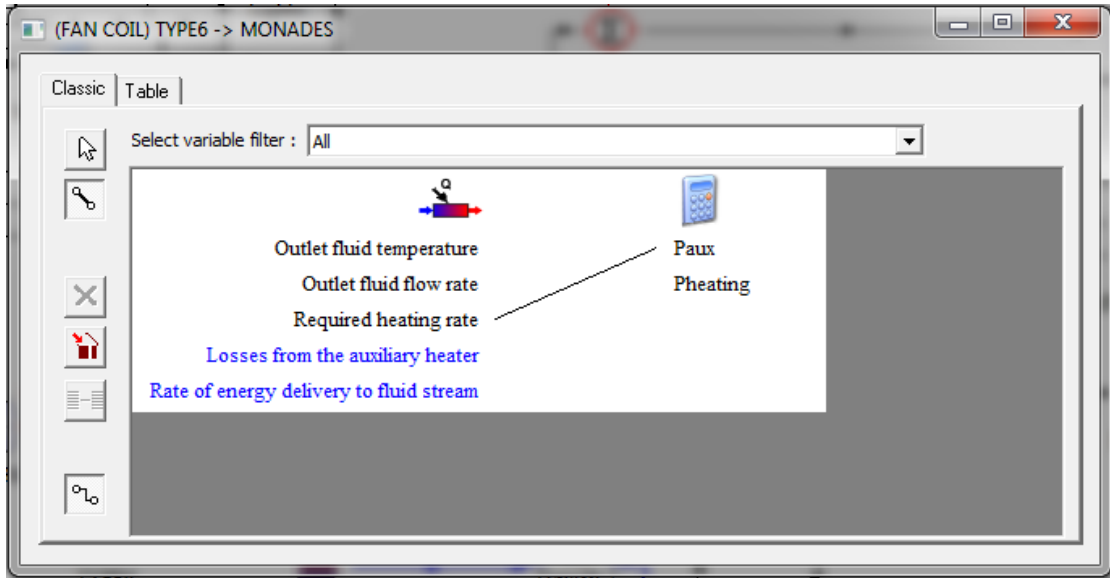 (FAN COIL) TYPE6 -> MONADES
Classic Table
Select variable filter : All
Q
Outlet fluid temperature Paux
Outlet fluid flow rate Pheating
Required heating rate
Losses from the auxiliary heater
Rate of energy delivery to fluid stream